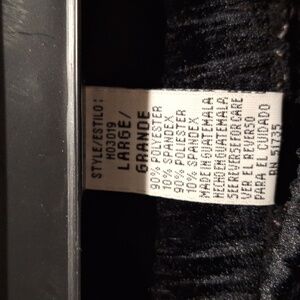 STYLE/ESTILO:
M03019
LARGE/
GRANDE
90% POLYESTER
10% SPANDEX
90% POLIESTER
10% SPANDEX
MADE IN GUATEMALA
HECHO EN GUATEMALA
SEE REVERSE FOR CARE
VER EL REVERSO
PARA EL CUIDADO
RN 51735